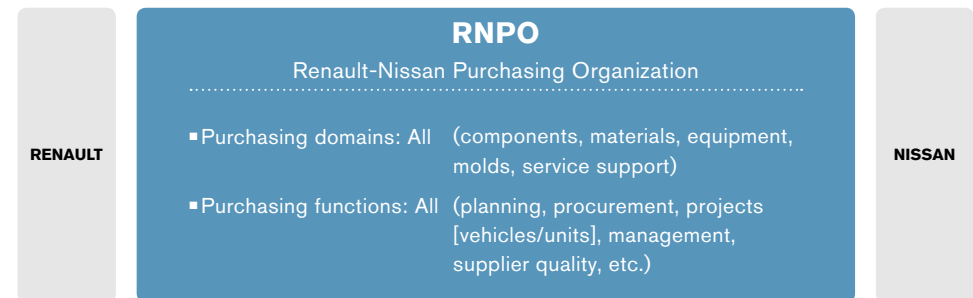 RNPO
Renault-Nissan Purchasing Organization
RENAULT
▪Purchasing domains: All (components, materials, equipment,
molds, service support)
▪Purchasing functions: All (planning, procurement, projects
[vehicles/units], management,
supplier quality, etc.)
NISSAN